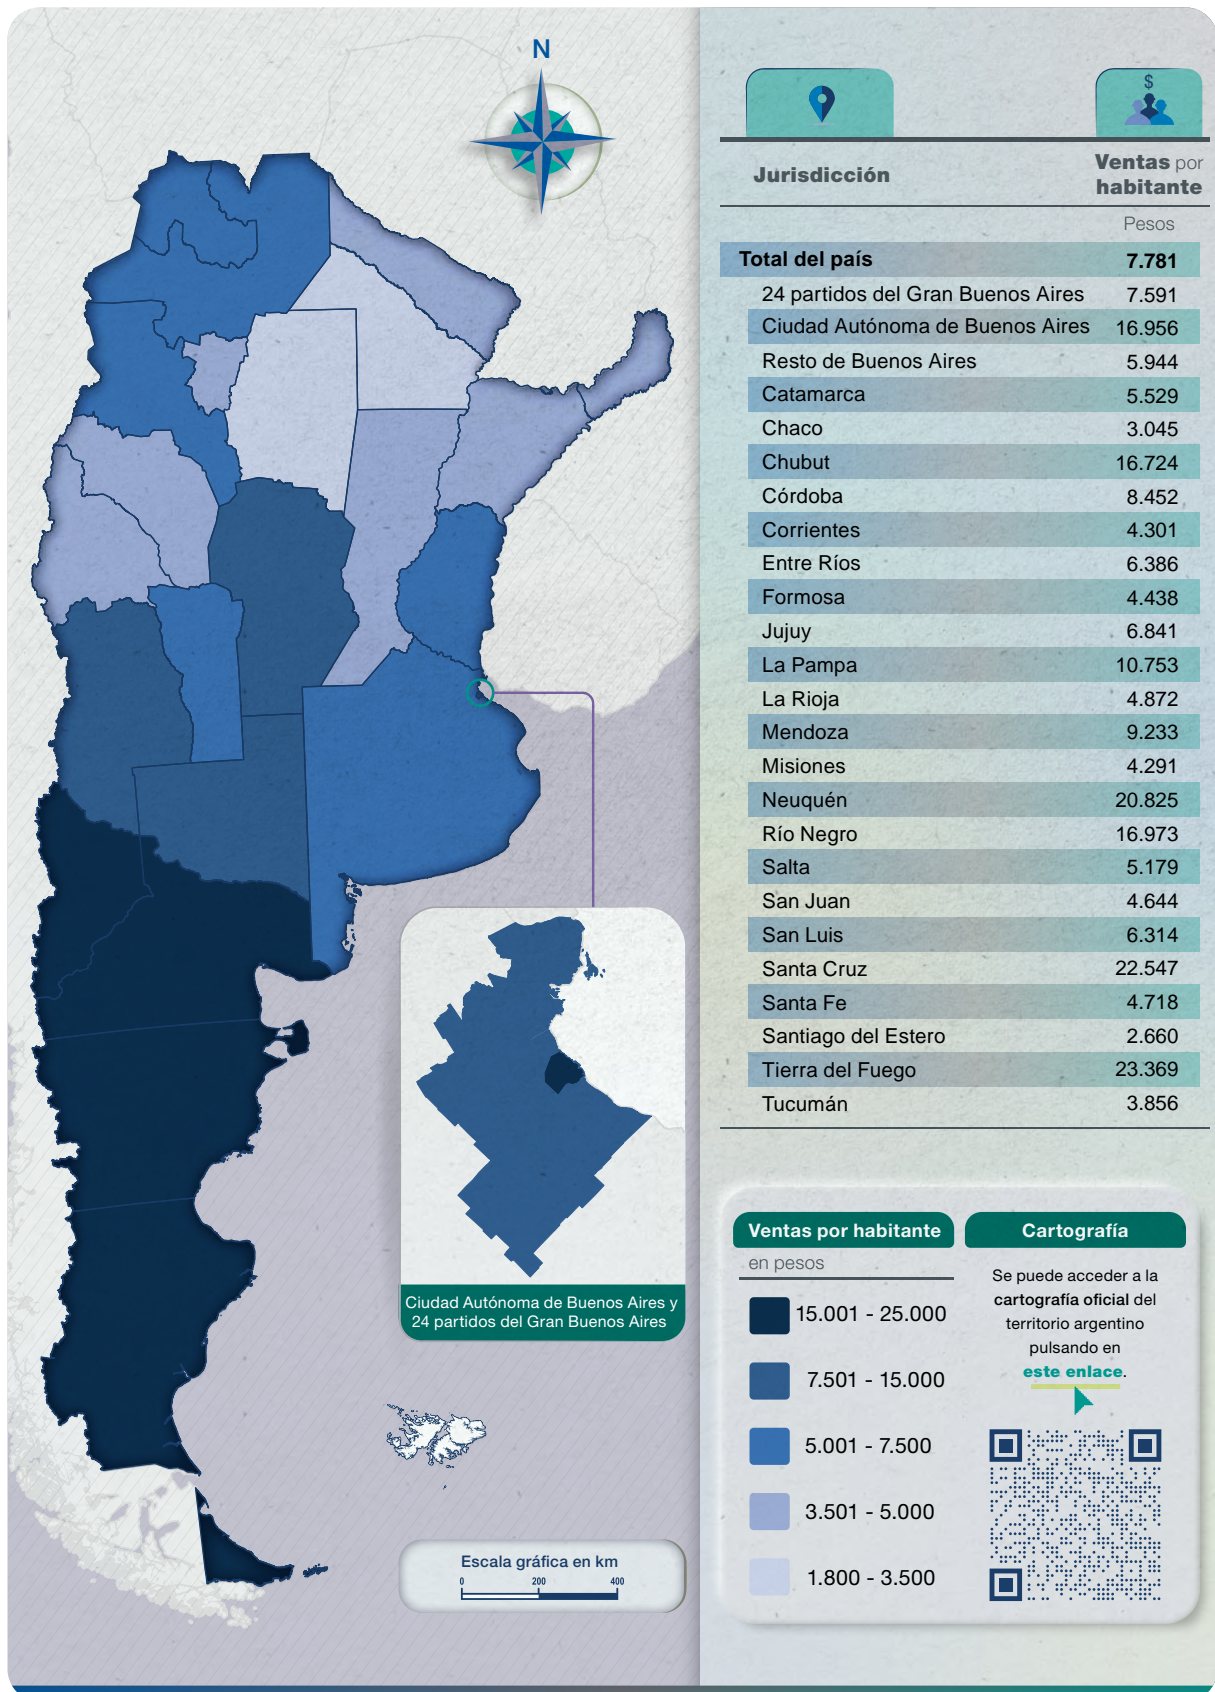 N
$
Jurisdicción
Ventas por
habitante
Pesos
Total del país 7.781
24 partidos del Gran Buenos Aires 7.591
Ciudad Autónoma de Buenos Aires 16.956
Resto de Buenos Aires 5.944
Catamarca 5.529
Chaco 3.045
Chubut 16.724
Córdoba 8.452
Corrientes 4.301
Entre Ríos 6.386
Formosa 4.438
Jujuy 6.841
La Pampa 10.753
La Rioja 4.872
Mendoza 9.233
Misiones 4.291
Neuquén 20.825
Río Negro 16.973
Salta 5.179
San Juan 4.644
San Luis 6.314
Santa Cruz 22.547
Santa Fe 4.718
Santiago del Estero 2.660
Tierra del Fuego 23.369
Tucumán 3.856
Ciudad Autónoma de Buenos Aires y
24 partidos del Gran Buenos Aires
Escala gráfica en km
0 200 400
Ventas por habitante
en pesos
15.001 - 25.000
7.501 - 15.000
5.001 - 7.500
3.501 - 5.000
1.800 - 3.500
Cartografía
Se puede acceder a la
cartografía oficial del
territorio argentino
pulsando en
este enlace.